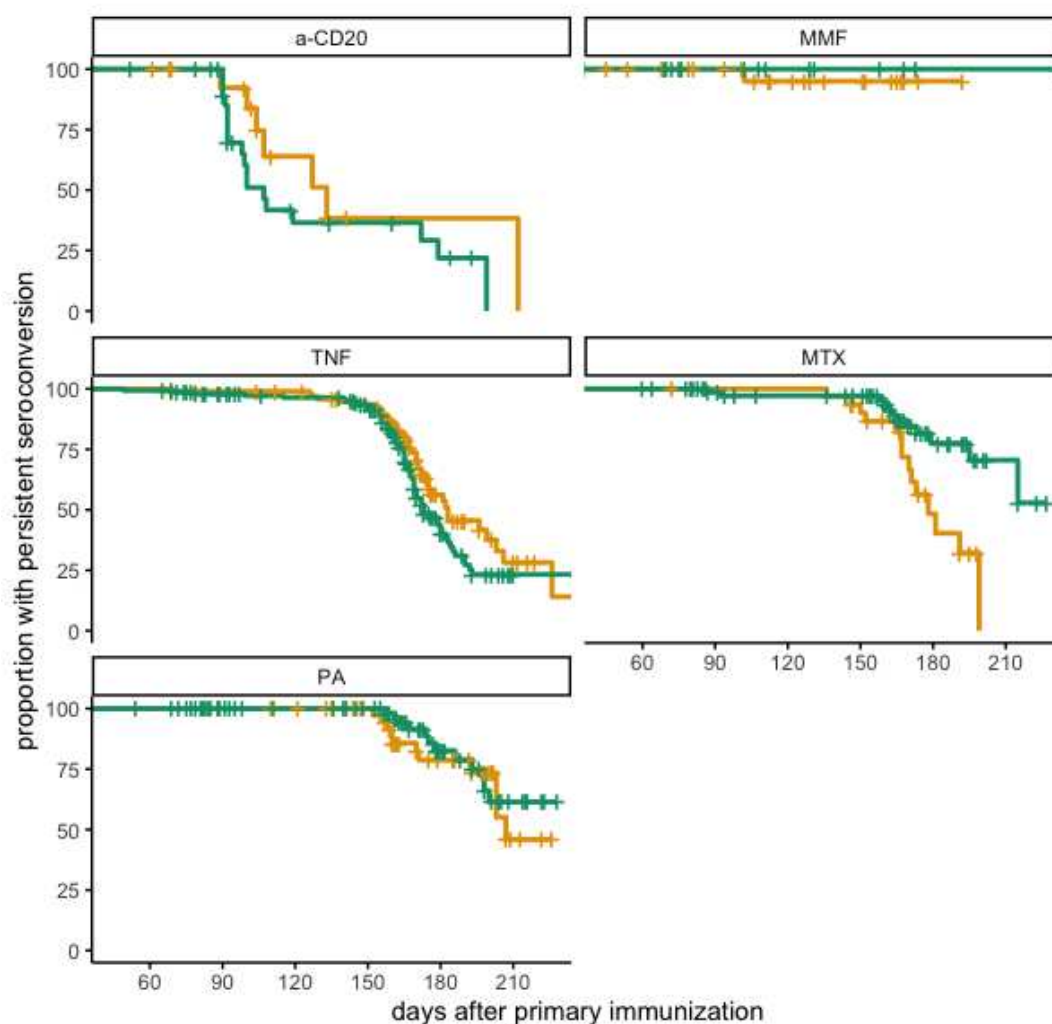 a-CD20 MMF
100
75
50
25
0
TNF MTX
100
75
50
25
0
60 90 120 150 180 210
PA
100
75
50
25
0
60 90 120 150 180 210
days after primary immunization
proportion with persistent seroconversion